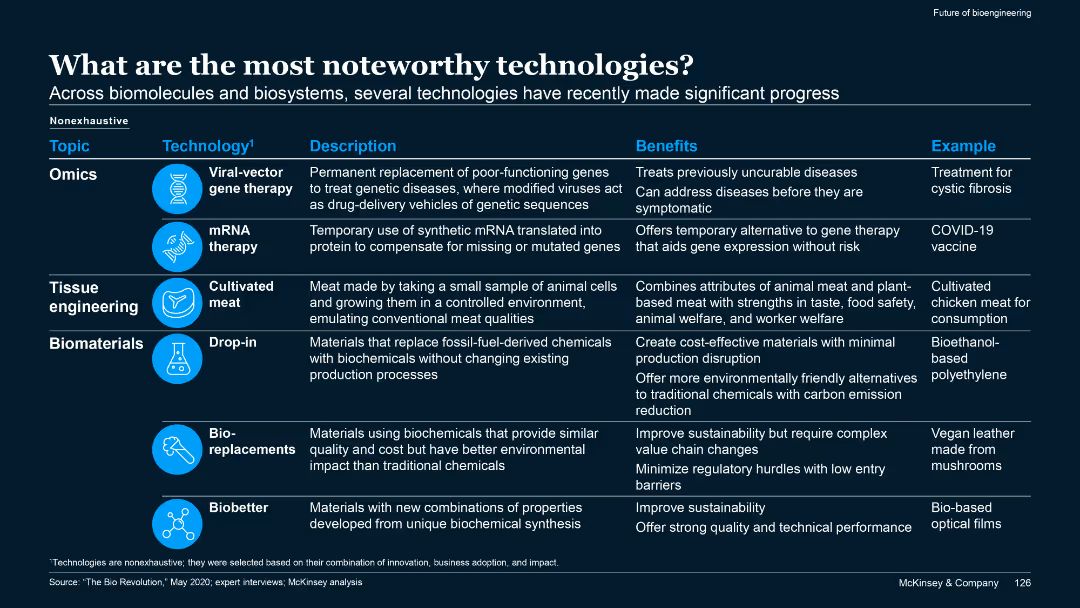 Future of bioengineering
What are the most noteworthy technologies?
Across biomolecules and biosystems, several technologies have recently made significant progress
Nonexhaustive
Topic
Technology¹
Description
Benefits
Example
Omics
Viral-vector
gene therapy
Permanent replacement of poor-functioning genes
to treat genetic diseases, where modified viruses act
as drug-delivery vehicles of genetic sequences
Treats previously uncurable diseases
Can address diseases before they are
symptomatic
Treatment for
cystic fibrosis
mRNA
therapy
Temporary use of synthetic mRNA translated into
protein to compensate for missing or mutated genes
Offers temporary alternative to gene therapy
that aids gene expression without risk
COVID-19
vaccine
Tissue
engineering
Cultivated
meat
Meat made by taking a small sample of animal cells
and growing them in a controlled environment,
emulating conventional meat qualities
Combines attributes of animal meat and plant-
based meat with strengths in taste, food safety,
animal welfare, and worker welfare
Cultivated
chicken meat for
consumption
Biomaterials
Drop-in
Materials that replace fossil-fuel-derived chemicals
with biochemicals without changing existing
production processes
Create cost-effective materials with minimal
production disruption
Offer more environmentally friendly alternatives
to traditional chemicals with carbon emission
reduction
Bioethanol-
based
polyethylene
Bio-
replacements
Materials using biochemicals that provide similar
quality and cost but have better environmental
impact than traditional chemicals
Improve sustainability but require complex
value chain changes
Minimize regulatory hurdles with low entry
barriers
Vegan leather
made from
mushrooms
Biobetter
Materials with new combinations of properties
developed from unique biochemical synthesis
Improve sustainability
Offer strong quality and technical performance
Bio-based
optical films
¹Technologies are nonexhaustive; they were selected based on their combination of innovation, business adoption, and impact.
Source: “The Bio Revolution,” May 2020; expert interviews; McKinsey analysis
McKinsey & Company 126